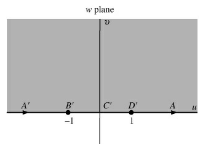 w plane
υ
A′ B′ C′ D′ A u
−1 1